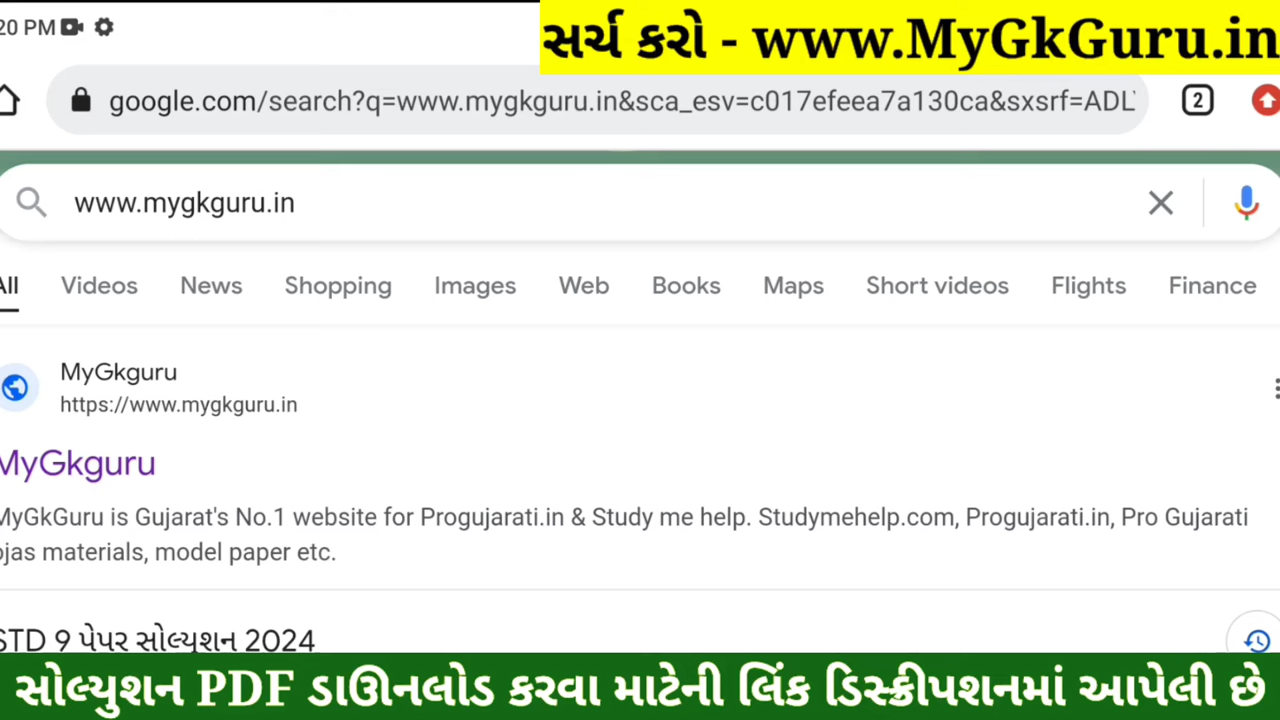 20 PM
સર્ચ કરો - www.MyGkGuru.in
google.com/search?q=www.mygkguru.in&sca_esv=c017efeea7a130ca&sxsrf=ADL
2
www.mygkguru.in
All Videos News Shopping Images Web Books Maps Short videos Flights Finance
MyGkguru
https://www.mygkguru.in
MyGkguru
MyGkGuru is Gujarat's No.1 website for Progujarati.in & Study me help. Studymehelp.com, Progujarati.in, Pro Gujarati
ojas materials, model paper etc.
STD 9 પેપર સોલ્યુશન 2024
સોલ્યુશન PDF ડાઊનલોડ કરવા માટેની લિંક ડિસ્ક્રીપશનમાં આપેલી છે